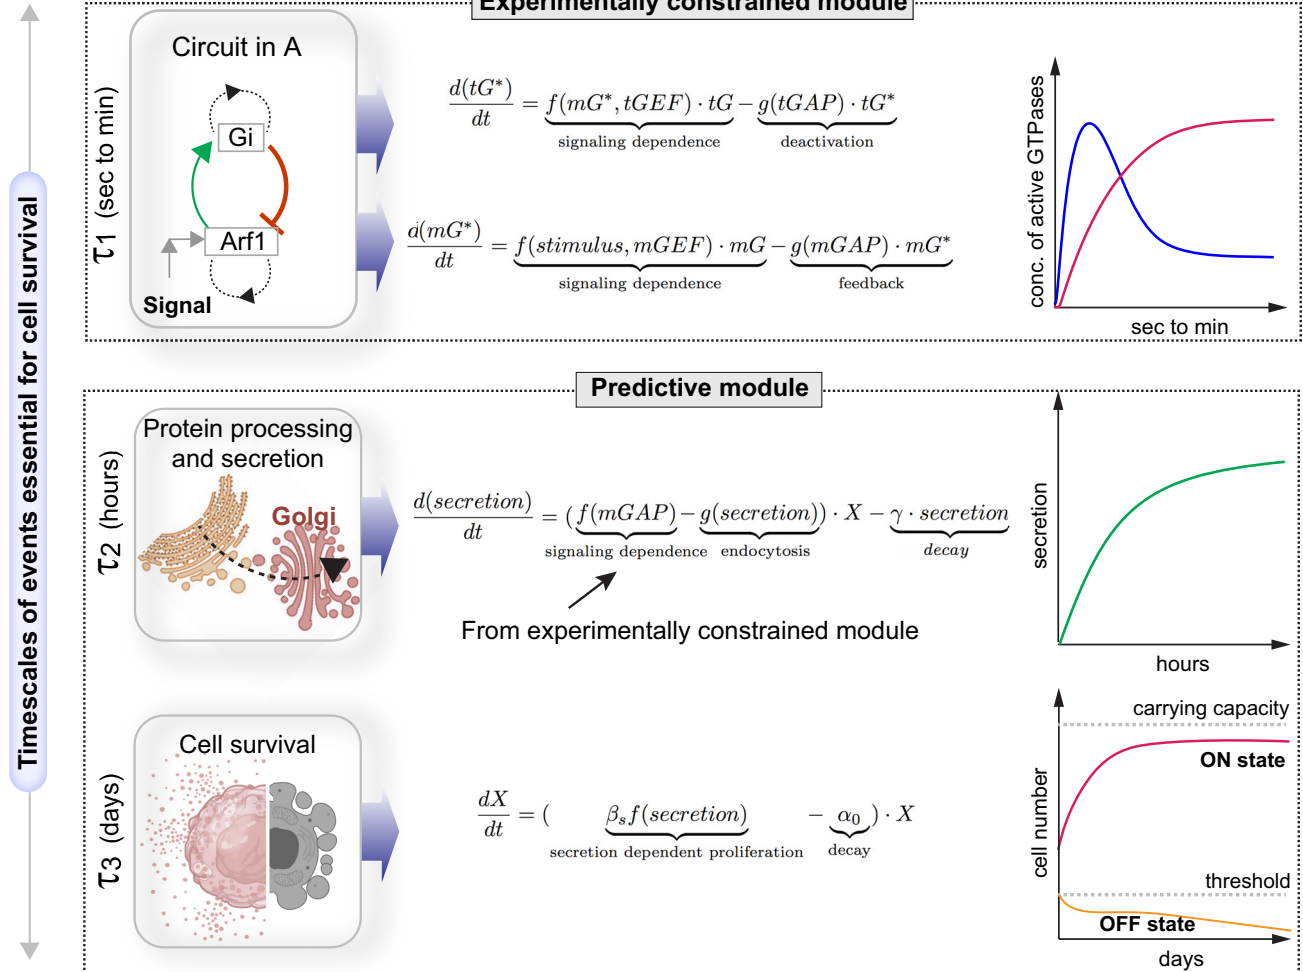 Experimentally constrained module
Timescales of events essential for cell survival
τ1 (sec to min)
Circuit in A
Gi
Arf1
Signal
d(tG*)/dt = f(mG*, tGEF) · tG − g(tGAP) · tG*
signaling dependence
deactivation
d(mG*)/dt = f(stimulus, mGEF) · mG − g(mGAP) · mG*
signaling dependence
feedback
conc. of active GTPases
sec to min
Predictive module
τ2 (hours)
Protein processing
and secretion
Golgi
d(secretion)/dt = (f(mGAP) − g(secretion)) · X − γ · secretion
signaling dependence
endocytosis
decay
From experimentally constrained module
secretion
hours
τ3 (days)
Cell survival
dX/dt = ( βsf(secretion) − α0 ) · X
secretion dependent proliferation
decay
cell number
carrying capacity
ON state
threshold
OFF state
days